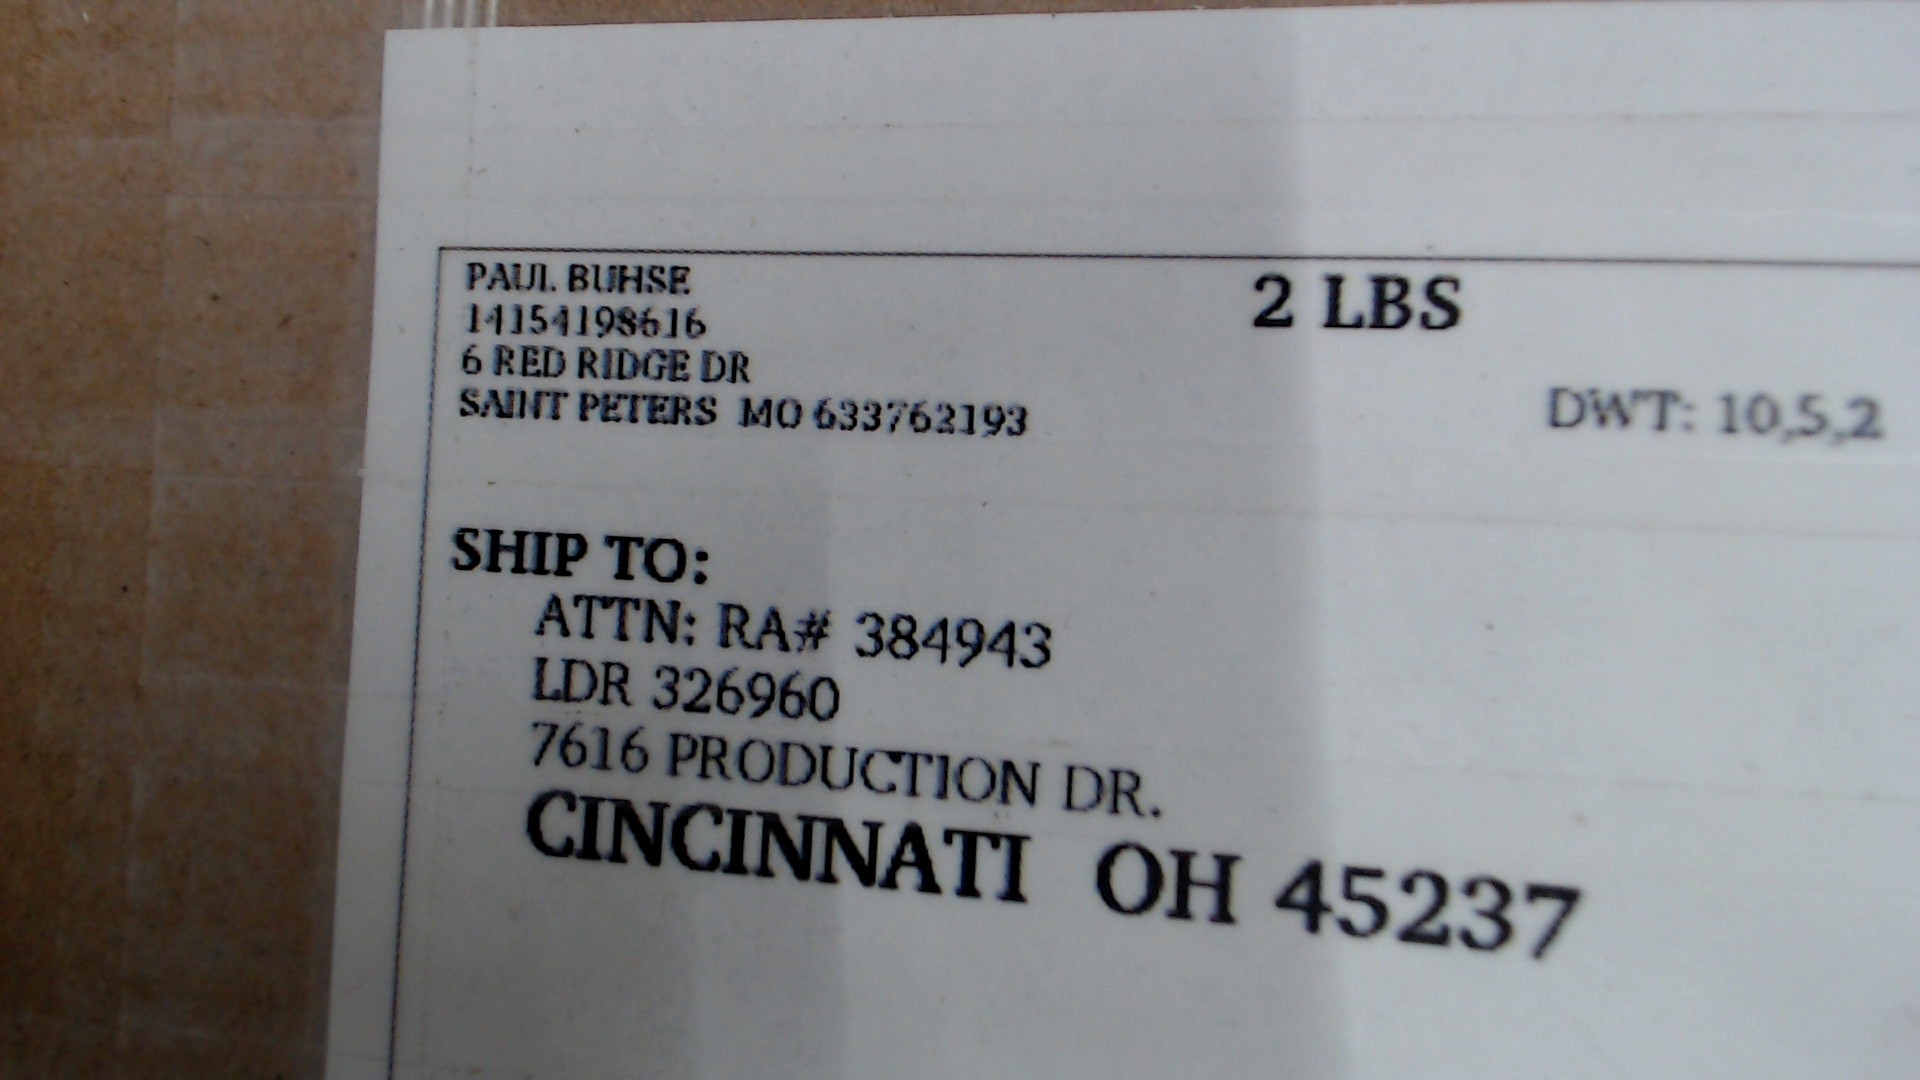 PAUL BUHSE
14154198616
6 RED RIDGE DR
SAINT PETERS MO 633762193
2 LBS
DWT: 10,5,2
SHIP TO:
ATTN: RA# 384943
LDR 326960
7616 PRODUCTION DR.
CINCINNATI OH 45237